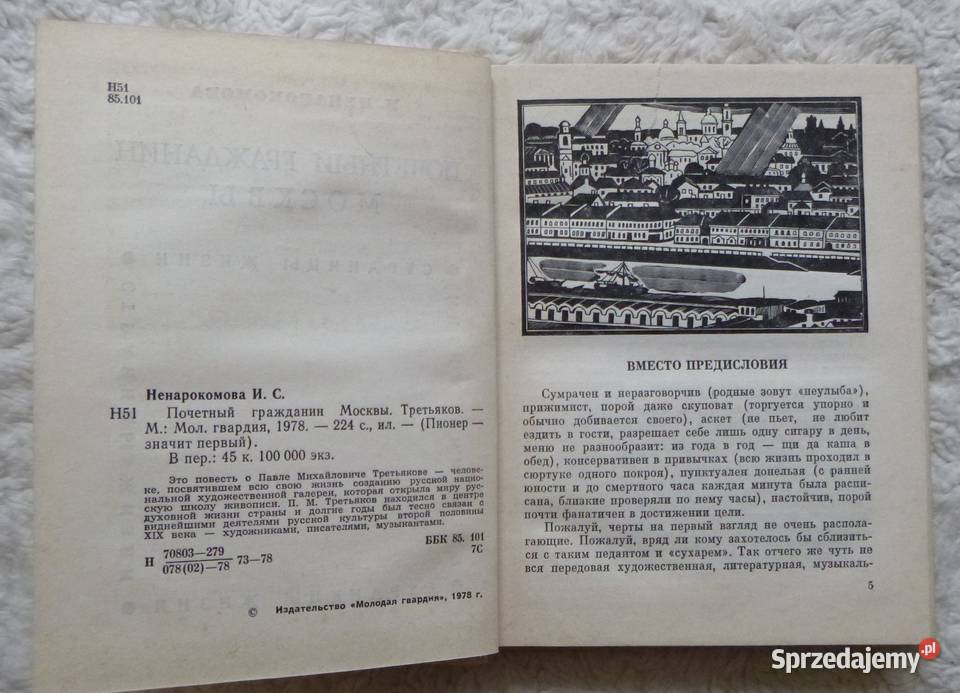 Н51
85.101
Ненарокомова И. С.
Н51 Почетный гражданин Москвы. Третьяков. —
М.: Мол. гвардия, 1978. — 224 с., ил. — (Пионер —
значит первый).
В пер.: 45 к. 100 000 экз.
Это повесть о Павле Михайловиче Третьякове — челове-
ке, посвятившем всю свою жизнь созданию русской нацио-
нальной художественной галереи, которая открыла миру рус-
скую школу живописи. П. М. Третьяков находился в центре
духовной жизни страны и долгие годы был тесно связан с
виднейшими деятелями русской культуры второй половины
XIX века — художниками, писателями, музыкантами.
Н 70803—279
078(02)—78 73—78
ББК 85. 101
7С
© Издательство «Молодая гвардия», 1978 г.
ВМЕСТО ПРЕДИСЛОВИЯ
Сумрачен и неразговорчив (родные зовут «неулыба»),
прижимист, порой даже скуповат (торгуется упорно и
обычно добивается своего), аскет (не пьет, не любит
ездить в гости, разрешает себе лишь одну сигару в день,
меню не разнообразит: из года в год — щи да каша в
обед), консервативен в привычках (всю жизнь проходил в
сюртуке одного покроя), пунктуален донельзя (с ранней
юности и до смертного часа каждая минута была распи-
сана, близкие проверяли по нему часы), настойчив, порой
почти фанатичен в достижении цели.
Пожалуй, черты на первый взгляд не очень распола-
гающие. Пожалуй, вряд ли кому захотелось бы сблизить-
ся с таким педантом и «сухарем». Так отчего же чуть не
вся передовая художественная, литературная, музыкаль-
5
Sprzedajemy.pl